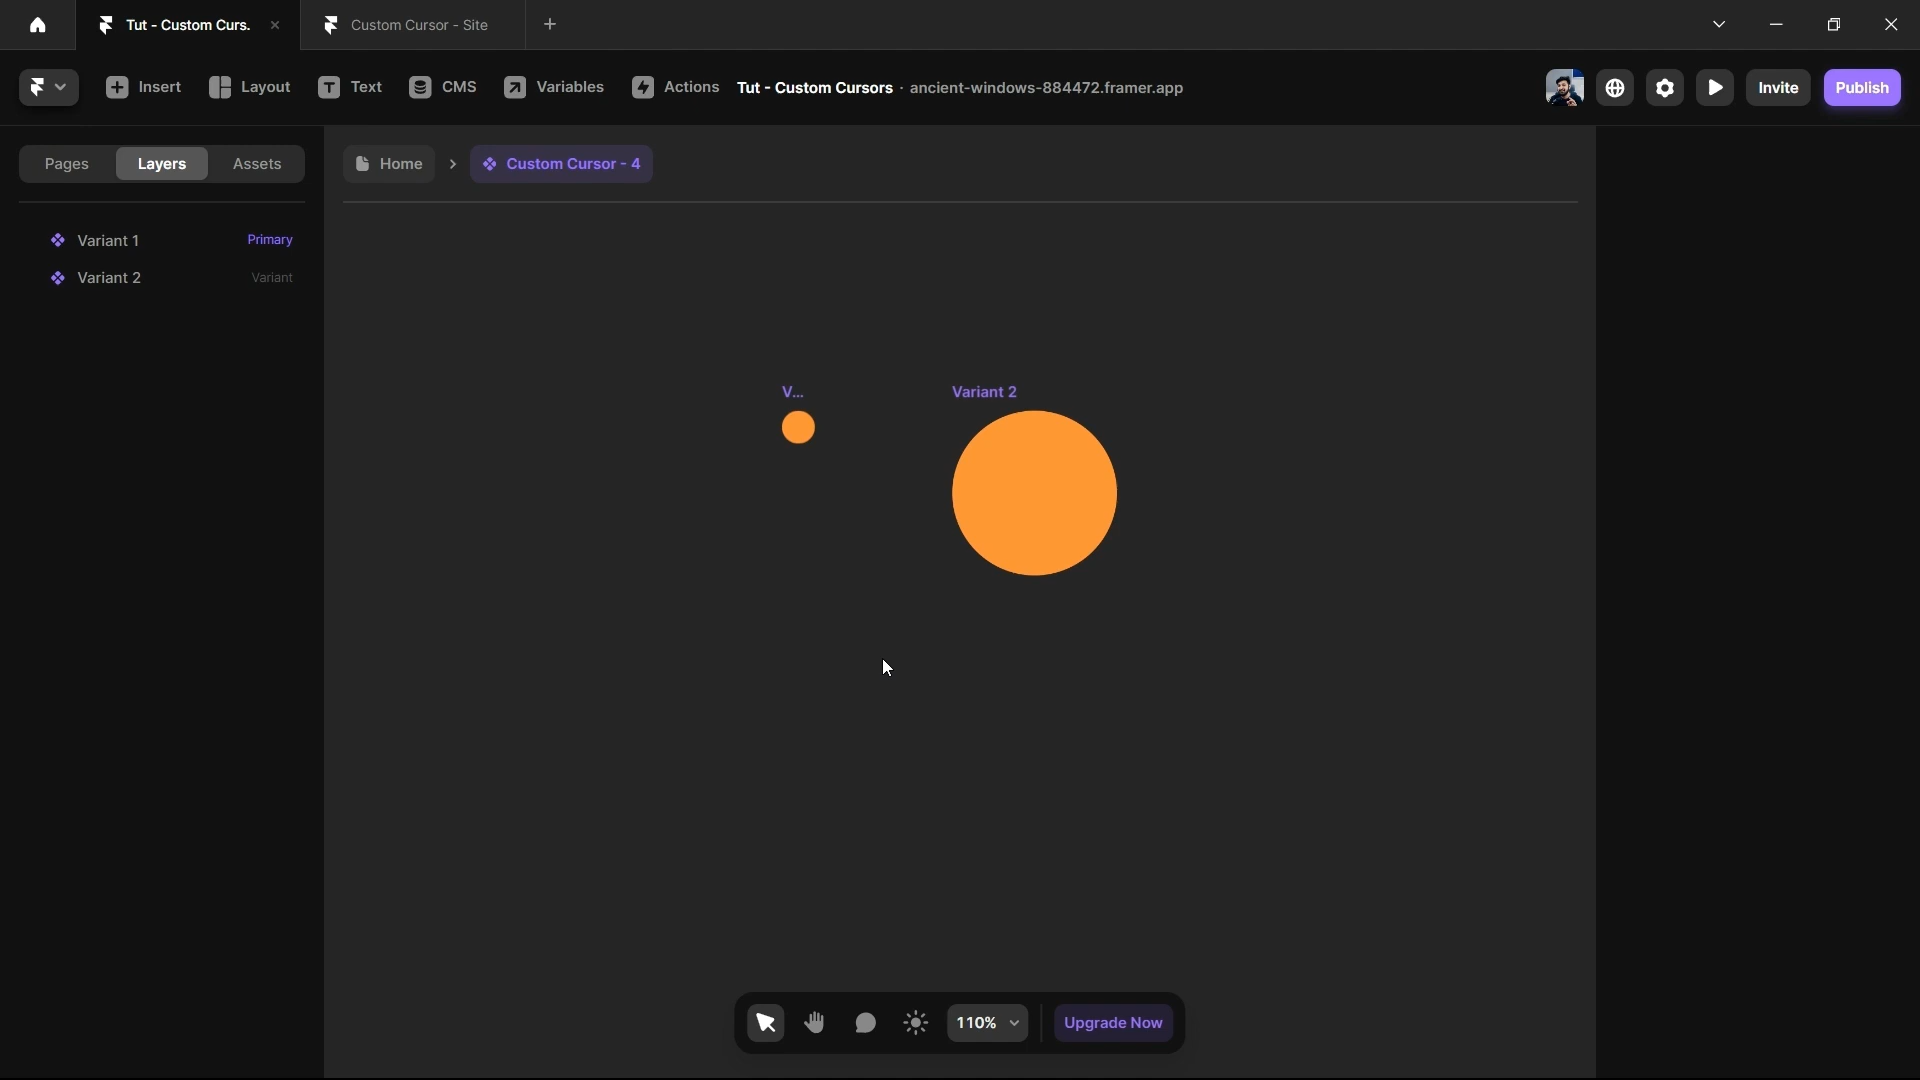 Tut - Custom Curs.
Custom Cursor - Site
Insert
Layout
Text
CMS
Variables
Actions
Tut - Custom Cursors · ancient-windows-884472.framer.app
Invite
Publish
Pages
Layers
Assets
Home
Custom Cursor - 4
Variant 1
Primary
Variant 2
Variant
V...
Variant 2
110%
Upgrade Now